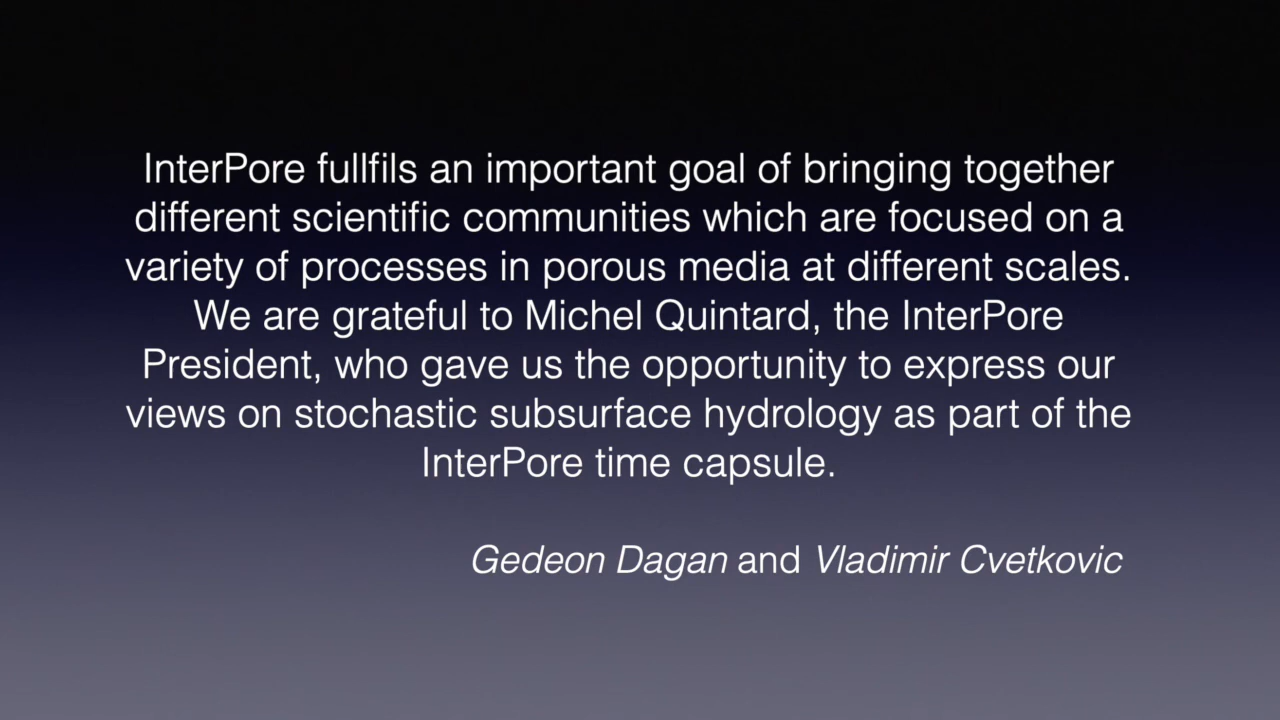 InterPore fullfils an important goal of bringing together
different scientific communities which are focused on a
variety of processes in porous media at different scales.
We are grateful to Michel Quintard, the InterPore
President, who gave us the opportunity to express our
views on stochastic subsurface hydrology as part of the
InterPore time capsule.
Gedeon Dagan and Vladimir Cvetkovic